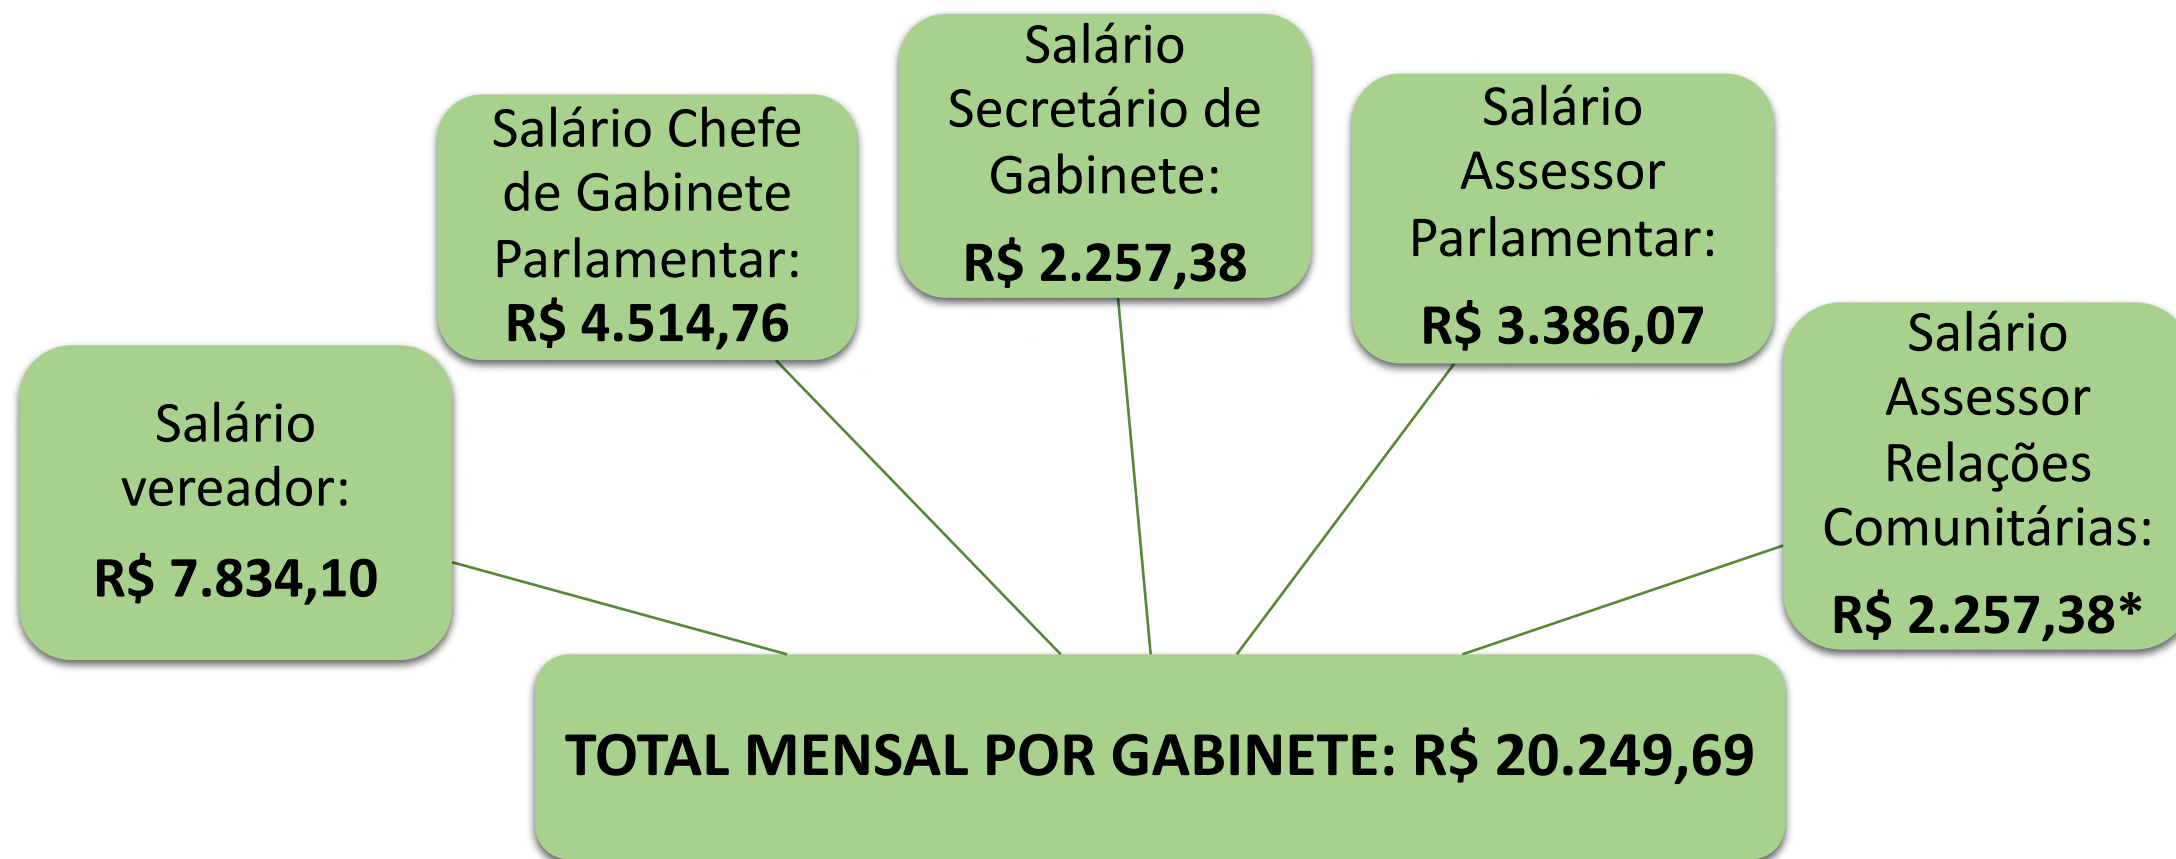 Salário
vereador:
R$ 7.834,10
Salário Chefe
de Gabinete
Parlamentar:
R$ 4.514,76
Salário
Secretário de
Gabinete:
R$ 2.257,38
Salário
Assessor
Parlamentar:
R$ 3.386,07
Salário
Assessor
Relações
Comunitárias:
R$ 2.257,38*
TOTAL MENSAL POR GABINETE: R$ 20.249,69